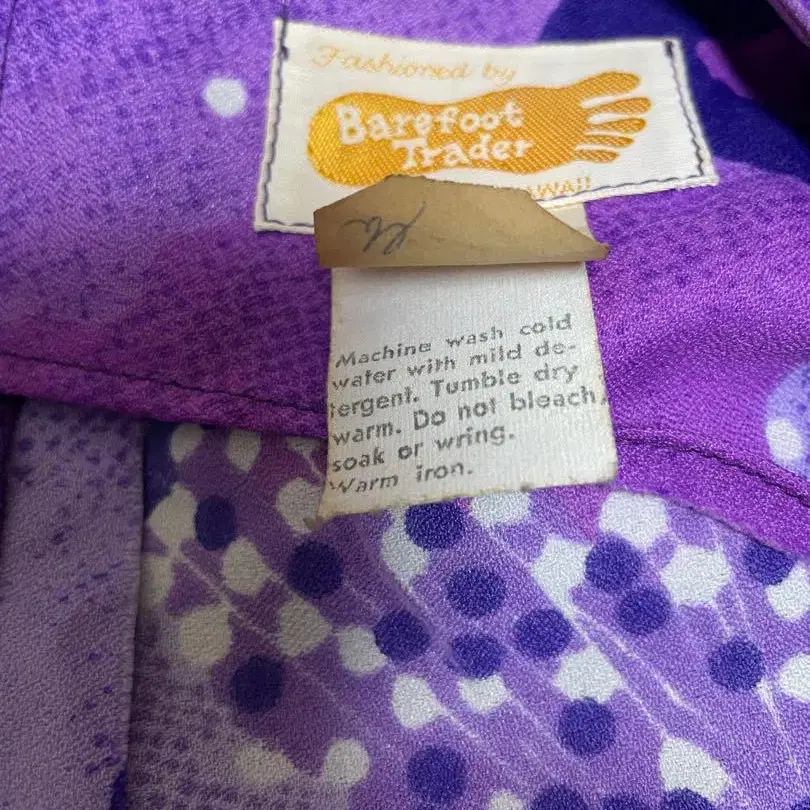 Fashioned by
Barefoot
Trader
WAII
Machine wash cold
water with mild de-
tergent. Tumble dry
warm. Do not bleach,
soak or wring.
Warm iron.